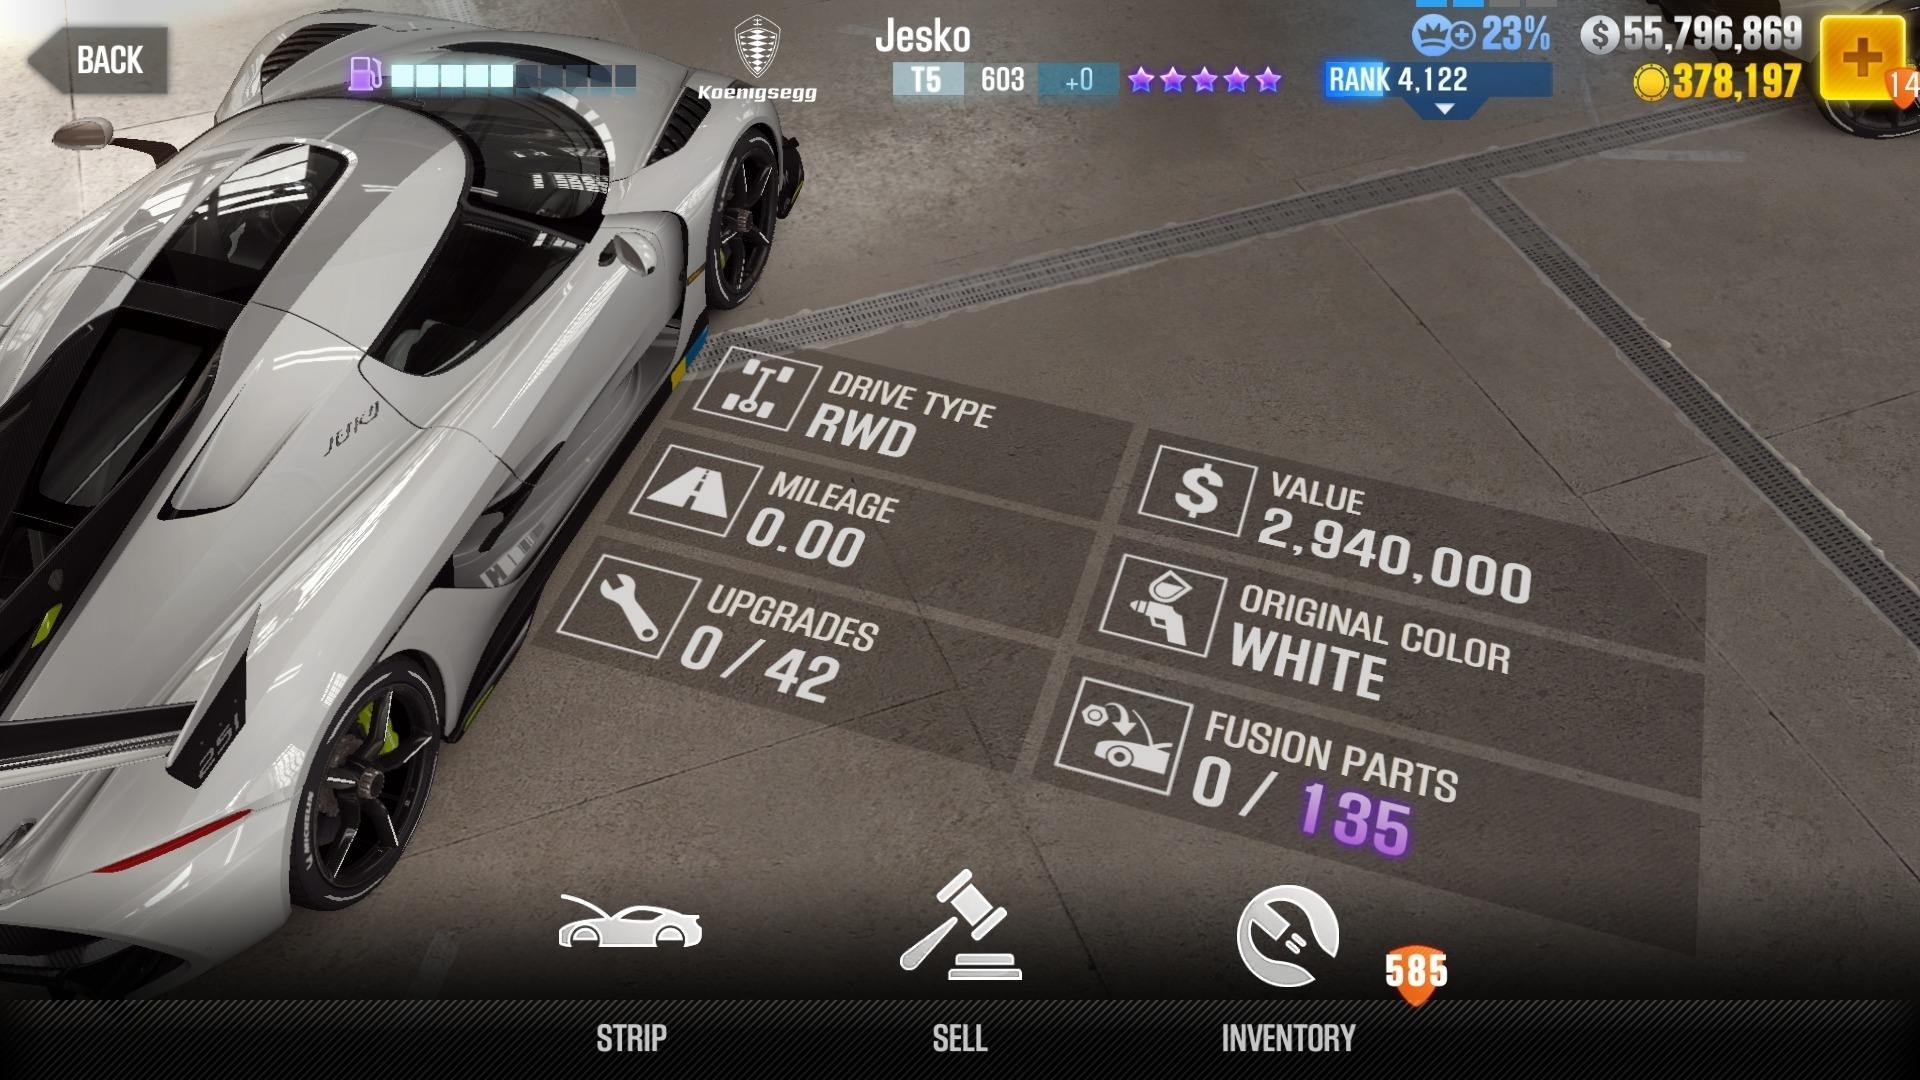 BACK
Koenigsegg
Jesko
T5 603 +0
23%
RANK 4,122
55,796,869
378,197
14
DRIVE TYPE
RWD
MILEAGE
0.00
UPGRADES
0/42
VALUE
2,940,000
ORIGINAL COLOR
WHITE
FUSION PARTS
0/ 135
MICHELIN
585
STRIP
SELL
INVENTORY